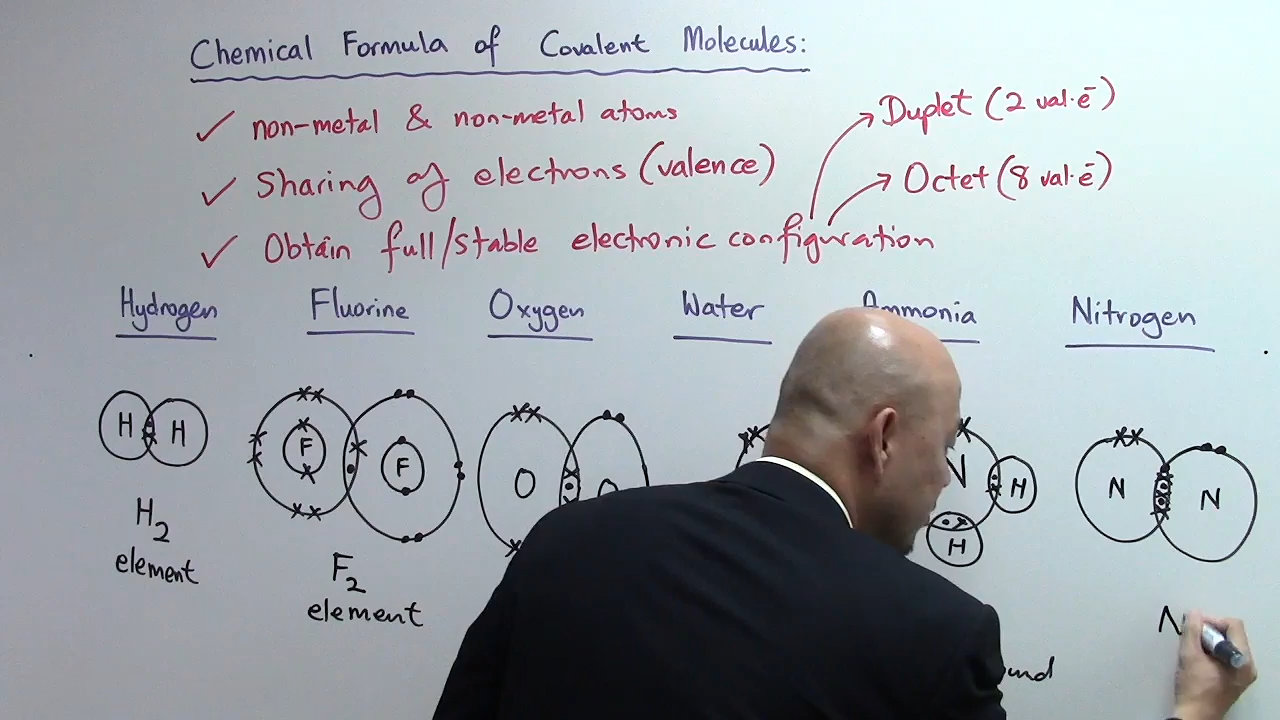 Chemical Formula of Covalent Molecules:
✓ non-metal & non-metal atoms
Duplet (2 val.ē)
✓ Sharing of electrons (valence)
Octet (8 val.ē)
✓ Obtain full/stable electronic configuration
Hydrogen Fluorine Oxygen Water Ammonia Nitrogen
H H
F F
O
N H
H
N N
H2
element
F2
element
N